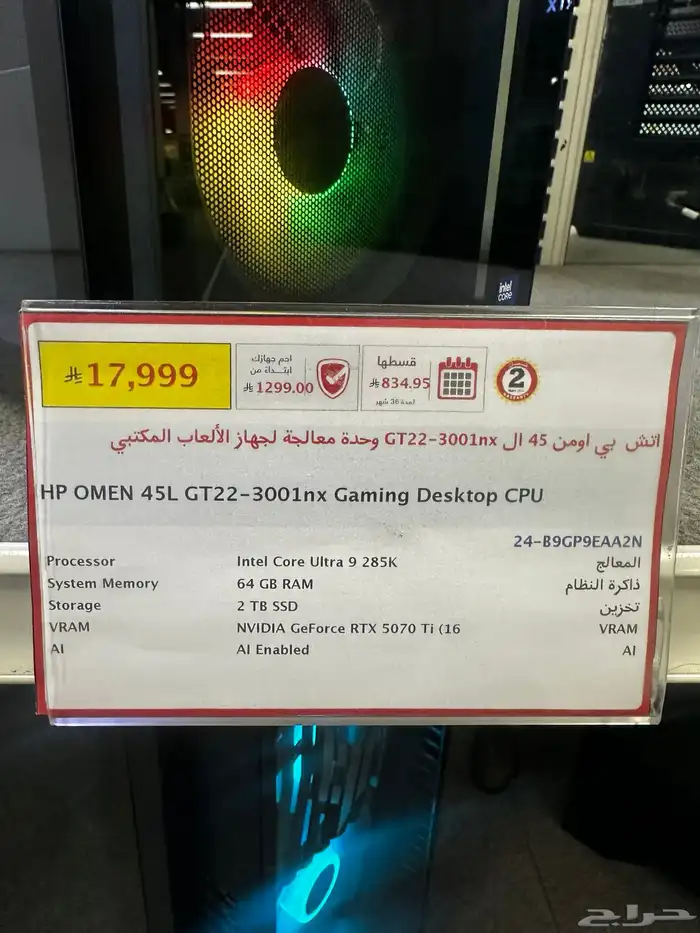 intel
CORE
17,999
احم جهازك
ابتداءً من
1299.00
قسطها
834.95
لمدة 36 شهر
2
اتش بي اومن 45 ال GT22-3001nx وحدة معالجة لجهاز الألعاب المكتبي
HP OMEN 45L GT22-3001nx Gaming Desktop CPU
24-B9GP9EAA2N
Processor Intel Core Ultra 9 285K المعالج
System Memory 64 GB RAM ذاكرة النظام
Storage 2 TB SSD تخزين
VRAM NVIDIA GeForce RTX 5070 Ti (16 VRAM
AI AI Enabled AI
حراج